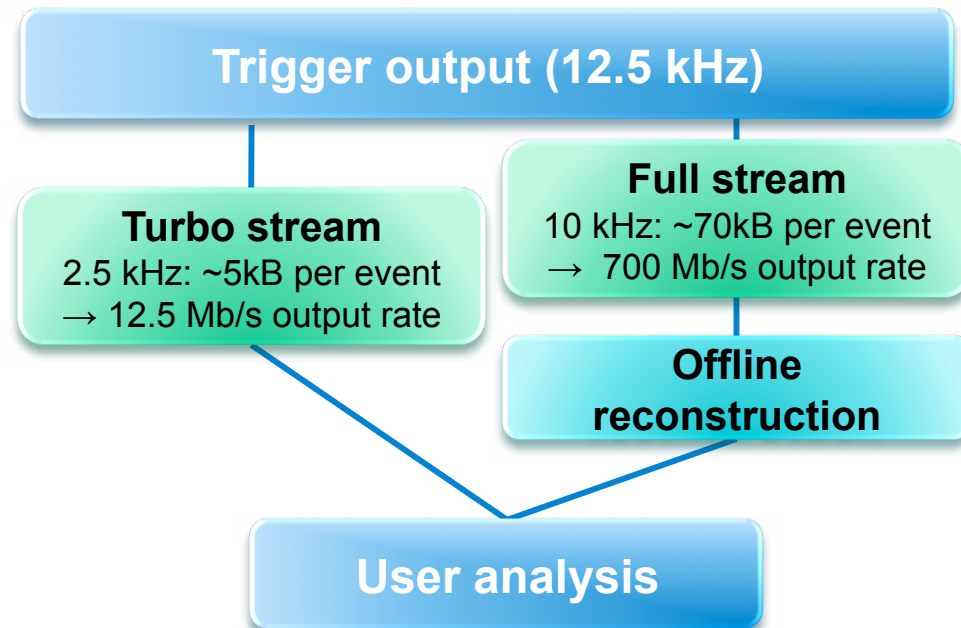 Trigger output (12.5 kHz)
Turbo stream
2.5 kHz: ~5kB per event
→ 12.5 Mb/s output rate
Full stream
10 kHz: ~70kB per event
→ 700 Mb/s output rate
Offline
reconstruction
User analysis